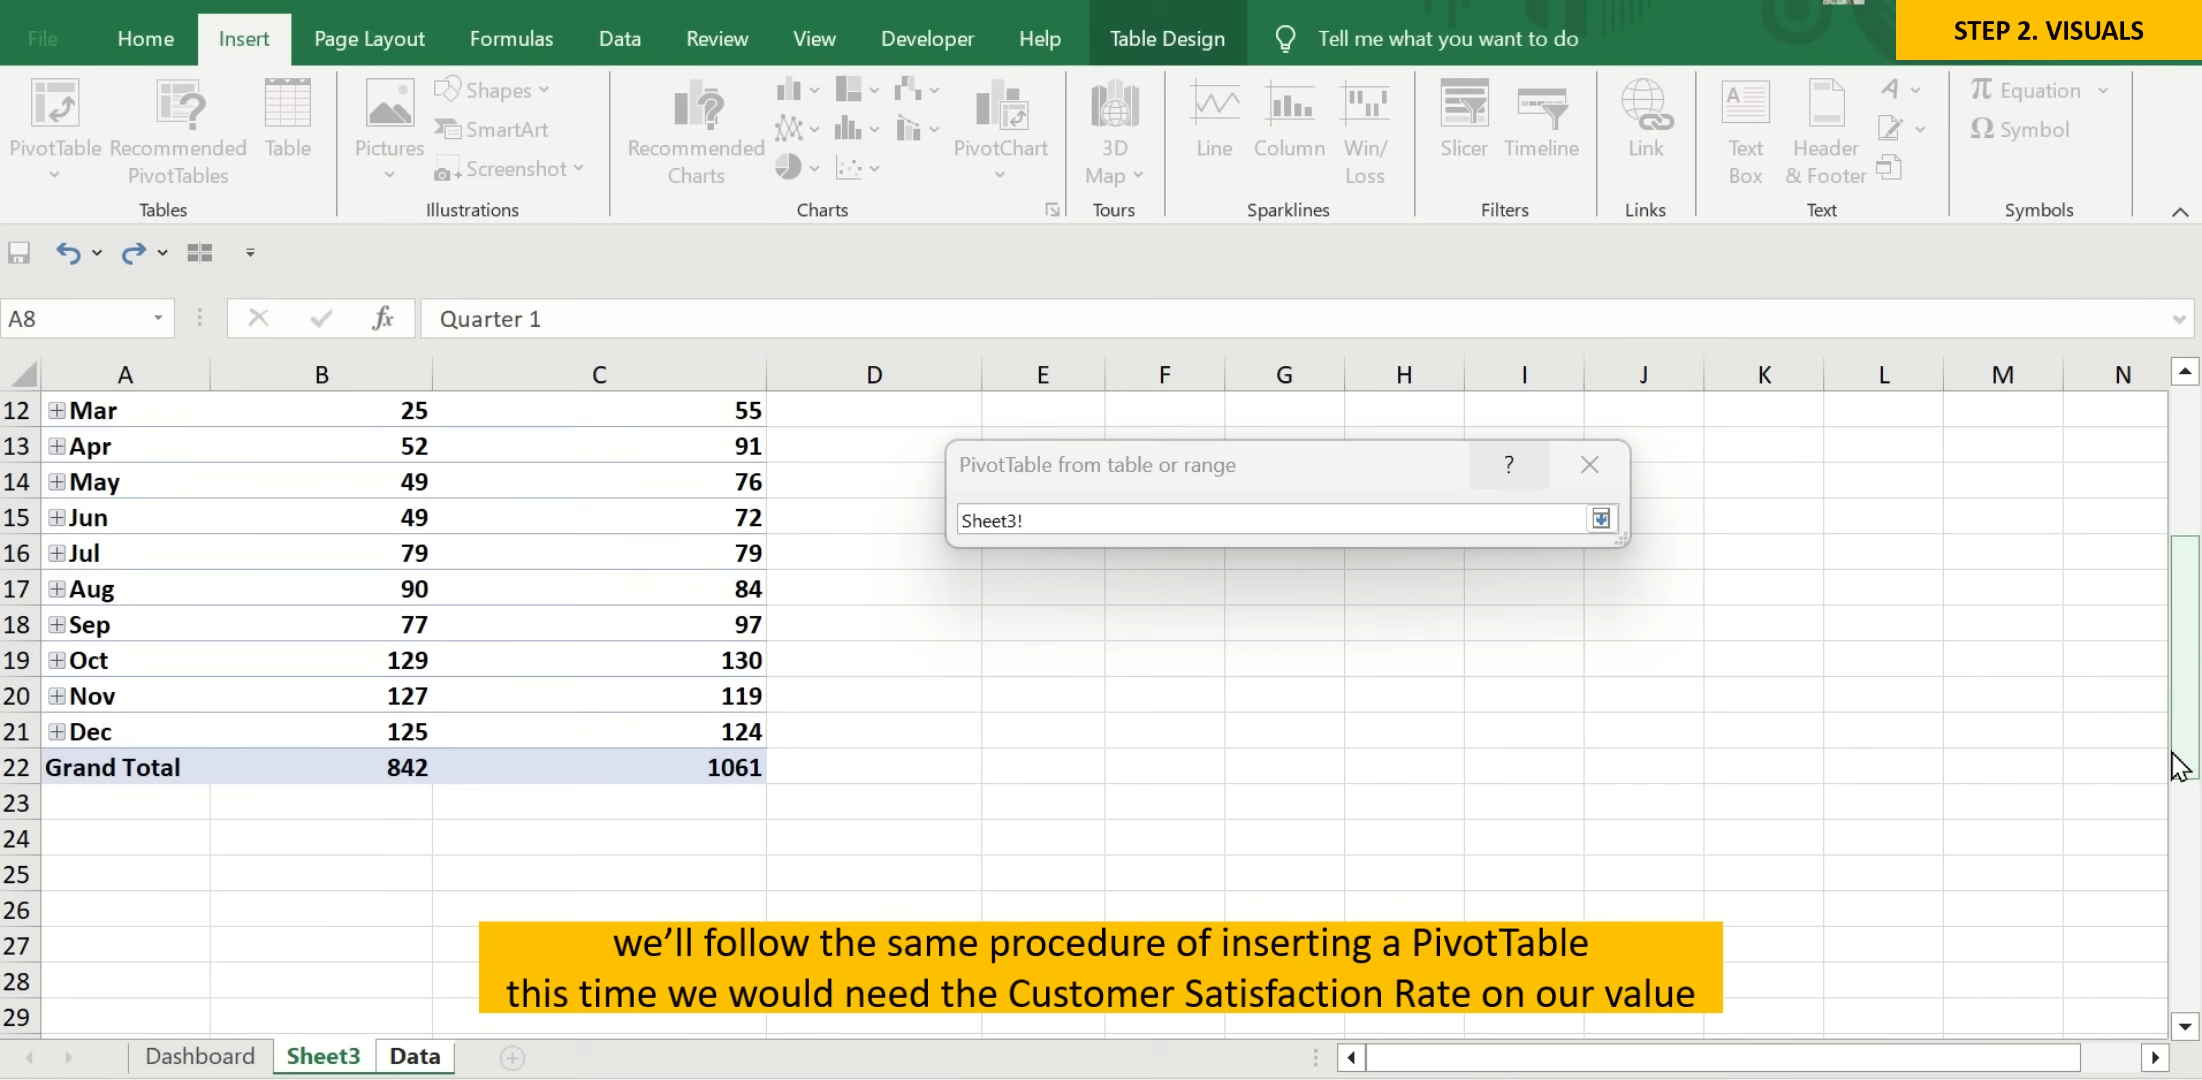 File Home Insert Page Layout Formulas Data Review View Developer Help Table Design Tell me what you want to do
STEP 2. VISUALS
PivotTable
Recommended
PivotTables
Table
Tables
Pictures
Shapes
SmartArt
Screenshot
Illustrations
Recommended
Charts
PivotChart
Charts
3D
Map
Tours
Line
Column
Win/
Loss
Sparklines
Slicer
Timeline
Filters
Link
Links
Text
Box
Header
& Footer
Text
Equation
Symbol
Symbols
A8
fx
Quarter 1
A B C D E F G H I J K L M N
12 Mar 25 55
13 Apr 52 91
14 May 49 76
15 Jun 49 72
16 Jul 79 79
17 Aug 90 84
18 Sep 77 97
19 Oct 129 130
20 Nov 127 119
21 Dec 125 124
22 Grand Total 842 1061
23
24
25
26
27
28
29
PivotTable from table or range ?
Sheet3!
we’ll follow the same procedure of inserting a PivotTable
this time we would need the Customer Satisfaction Rate on our value
Dashboard Sheet3 Data